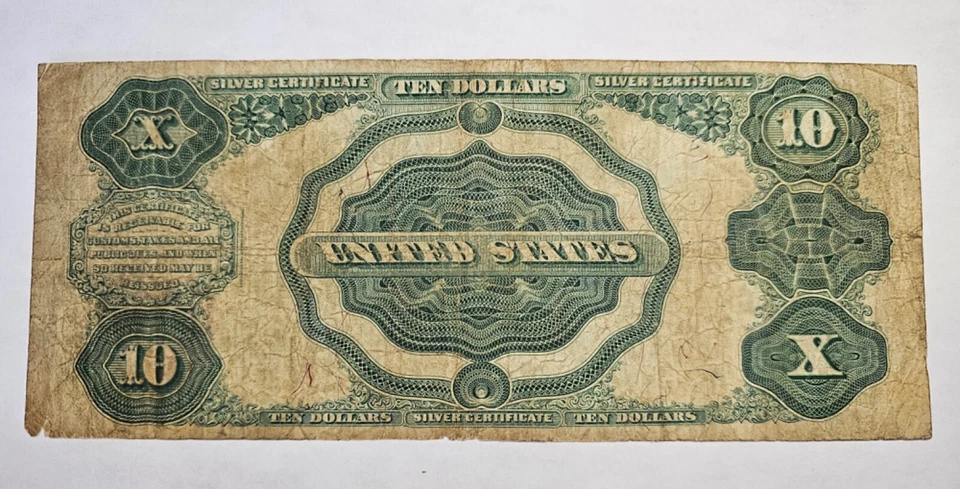 SILVER CERTIFICATE TEN DOLLARS SILVER CERTIFICATE
X
10
THIS CERTIFICATE
IS RECEIVABLE FOR
CUSTOMS, TAXES AND ALL
PUBLIC DUES, AND WHEN
SO RECEIVED MAY BE
REISSUED
UNITED STATES
10
X
TEN DOLLARS SILVER CERTIFICATE TEN DOLLARS